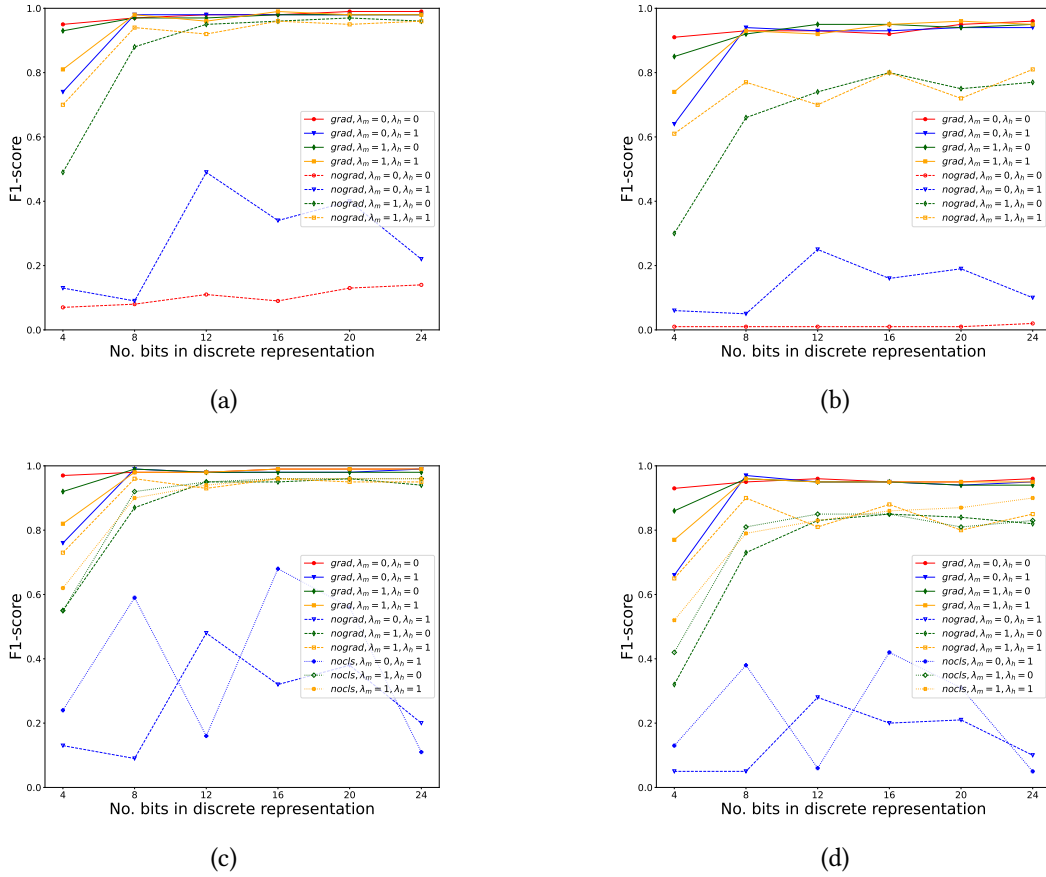 1.0
0.8
0.6
0.4
0.2
0.0
F1-score
4 8 12 16 20 24
No. bits in discrete representation
grad, λm = 0, λh = 0
grad, λm = 0, λh = 1
grad, λm = 1, λh = 0
grad, λm = 1, λh = 1
nograd, λm = 0, λh = 0
nograd, λm = 0, λh = 1
nograd, λm = 1, λh = 0
nograd, λm = 1, λh = 1
(a)
1.0
0.8
0.6
0.4
0.2
0.0
F1-score
4 8 12 16 20 24
No. bits in discrete representation
grad, λm = 0, λh = 0
grad, λm = 0, λh = 1
grad, λm = 1, λh = 0
grad, λm = 1, λh = 1
nograd, λm = 0, λh = 0
nograd, λm = 0, λh = 1
nograd, λm = 1, λh = 0
nograd, λm = 1, λh = 1
(b)
1.0
0.8
0.6
0.4
0.2
0.0
F1-score
4 8 12 16 20 24
No. bits in discrete representation
grad, λm = 0, λh = 0
grad, λm = 0, λh = 1
grad, λm = 1, λh = 0
grad, λm = 1, λh = 1
nograd, λm = 0, λh = 1
nograd, λm = 1, λh = 0
nograd, λm = 1, λh = 1
nocls, λm = 0, λh = 1
nocls, λm = 1, λh = 0
nocls, λm = 1, λh = 1
(c)
1.0
0.8
0.6
0.4
0.2
0.0
F1-score
4 8 12 16 20 24
No. bits in discrete representation
grad, λm = 0, λh = 0
grad, λm = 0, λh = 1
grad, λm = 1, λh = 0
grad, λm = 1, λh = 1
nograd, λm = 0, λh = 1
nograd, λm = 1, λh = 0
nograd, λm = 1, λh = 1
nocls, λm = 0, λh = 1
nocls, λm = 1, λh = 0
nocls, λm = 1, λh = 1
(d)